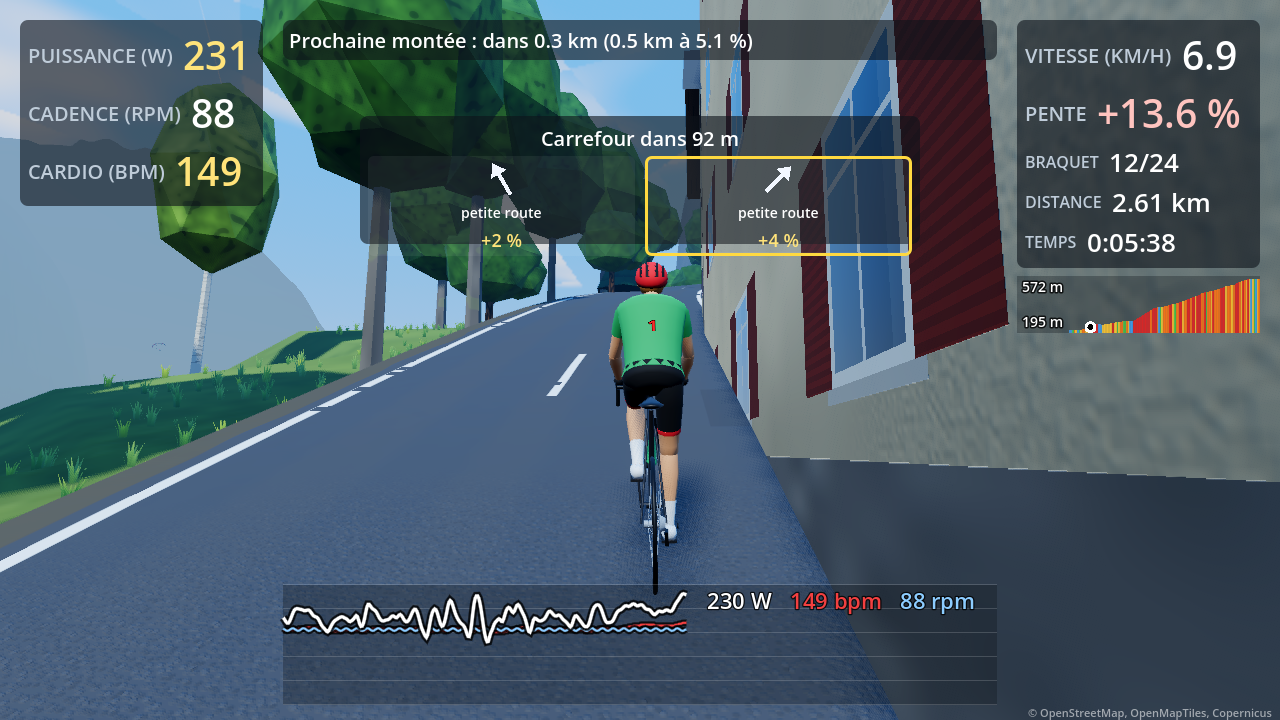 PUISSANCE (W) 231
CADENCE (RPM) 88
CARDIO (BPM) 149
Prochaine montée : dans 0.3 km (0.5 km à 5.1 %)
Carrefour dans 92 m
petite route
+2 %
petite route
+4 %
VITESSE (KM/H) 6.9
PENTE +13.6 %
BRAQUET 12/24
DISTANCE 2.61 km
TEMPS 0:05:38
572 m
195 m
1
230 W 149 bpm 88 rpm
© OpenStreetMap, OpenMapTiles, Copernicus